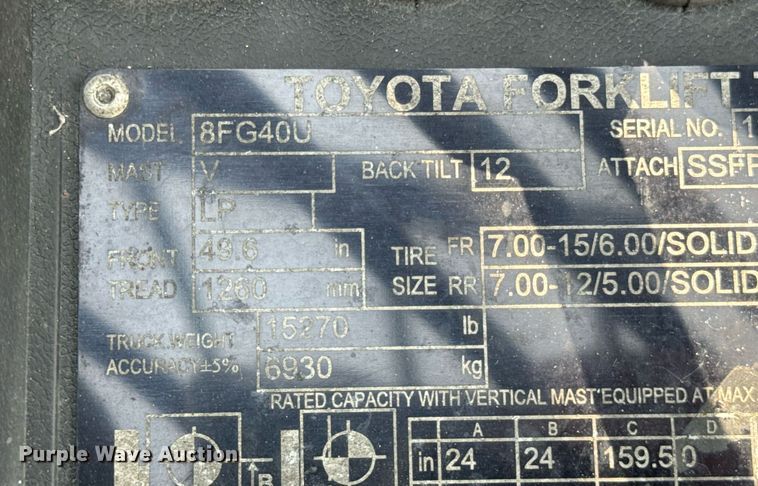 TOYOTA FORKLIFT T
MODEL 8FG40U SERIAL NO. 1
MAST V BACK TILT 12 ATTACH SSFP
TYPE LP
FRONT 49.6 in TIRE FR 7.00-15/6.00/SOLID
TREAD 1260 mm SIZE RR 7.00-12/5.00/SOLID
TRUCK WEIGHT 15270 lb
ACCURACY±5% 6930 kg
RATED CAPACITY WITH VERTICAL MAST EQUIPPED AT MAX
A B C D
in 24 24 159.5 0
B
Purple Wave Auction